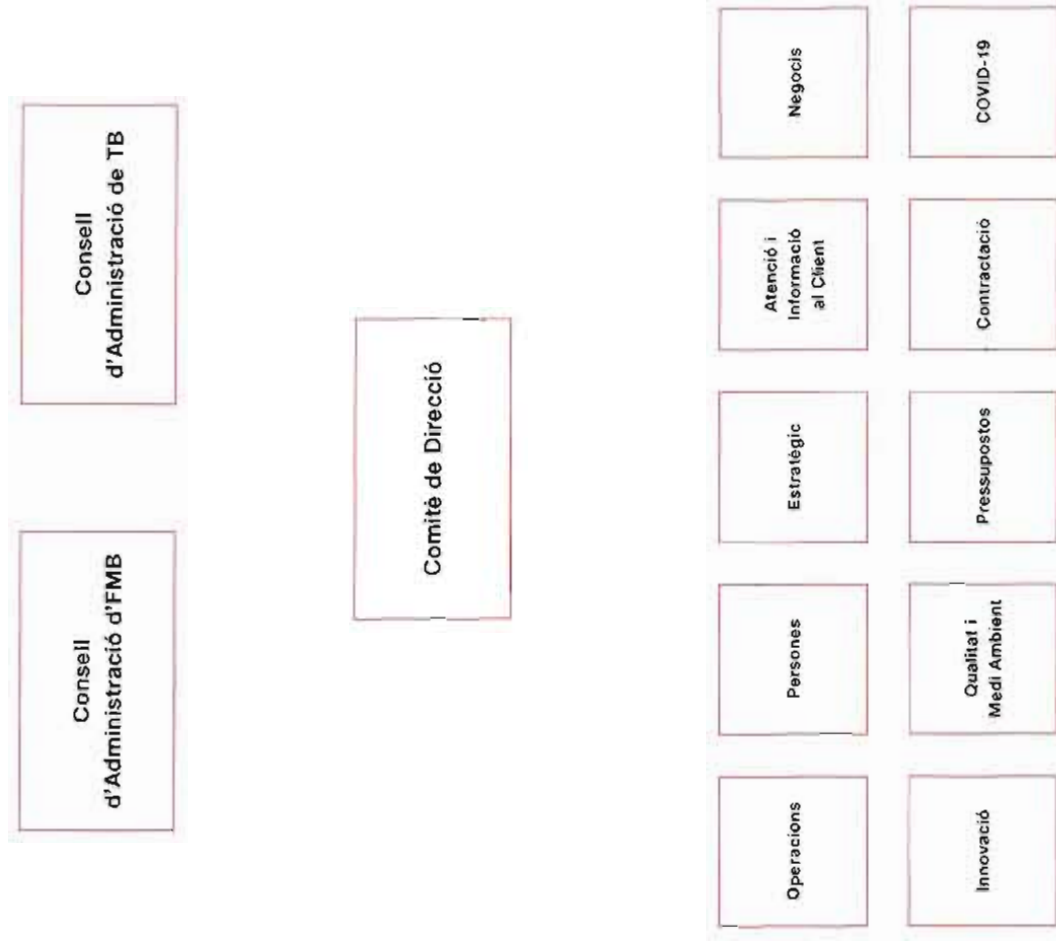 Consell
d'Administració d'FMB
Consell
d'Administració de TB
Comitè de Direcció
Operacions
Persones
Estratègic
Atenció i
Informació
al Client
Negocis
Innovació
Qualitat i
Medi Ambient
Pressupostos
Contractació
COVID-19